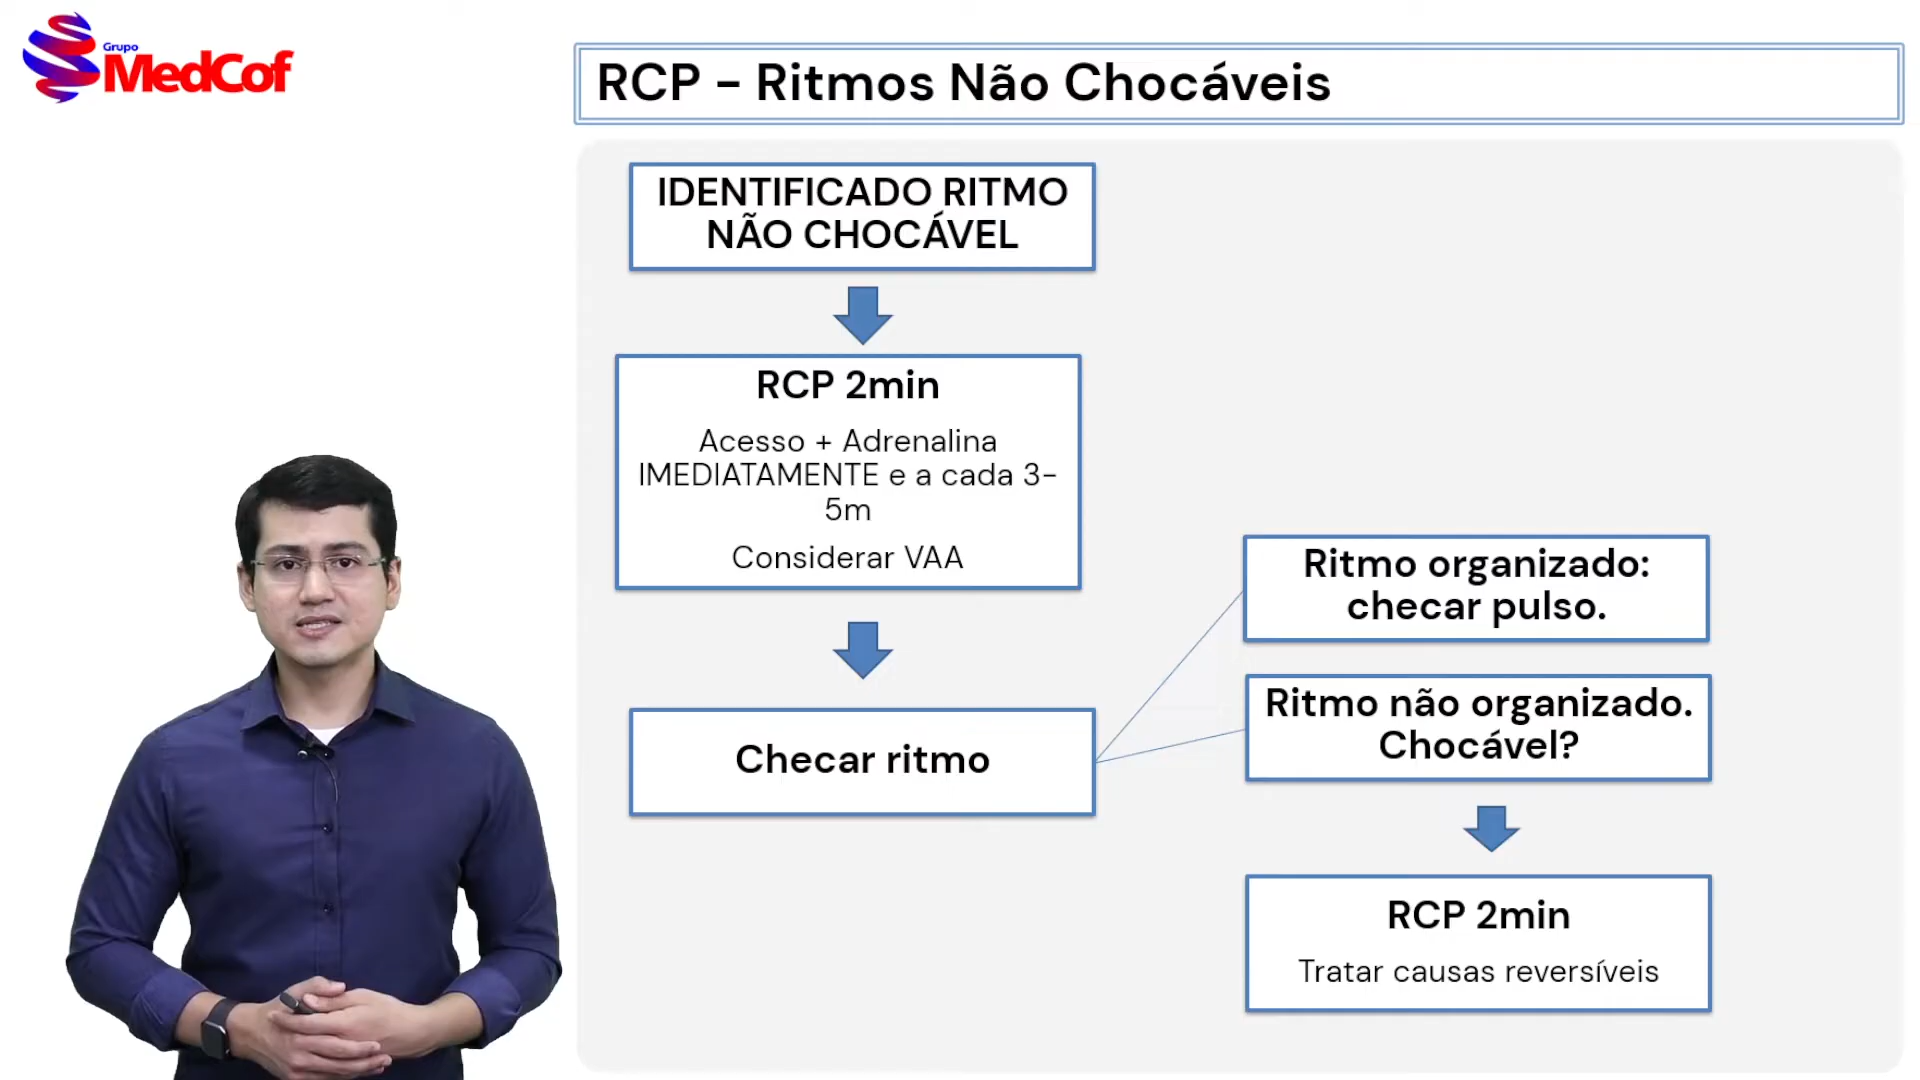 Grupo
MedCof
RCP – Ritmos Não Chocáveis
IDENTIFICADO RITMO
NÃO CHOCÁVEL
RCP 2min
Acesso + Adrenalina
IMEDIATAMENTE e a cada 3-
5m
Considerar VAA
Checar ritmo
Ritmo organizado:
checar pulso.
Ritmo não organizado.
Chocável?
RCP 2min
Tratar causas reversíveis